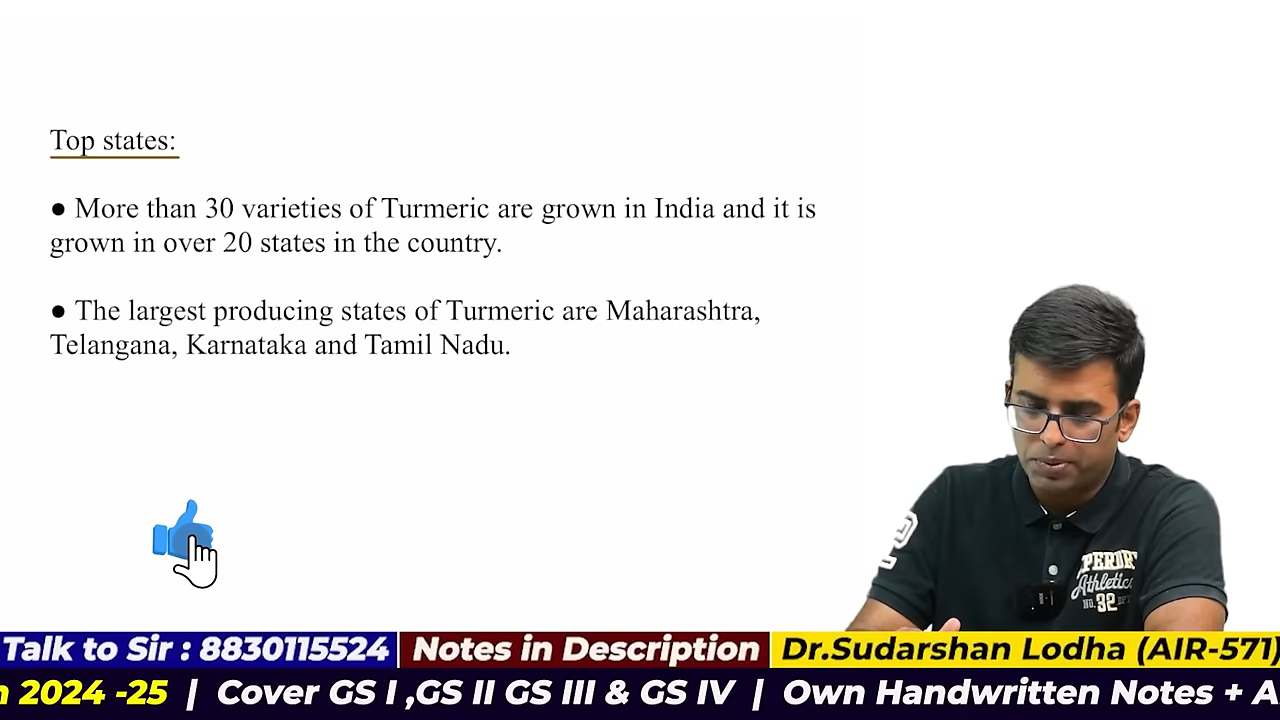 Top states:
● More than 30 varieties of Turmeric are grown in India and it is
grown in over 20 states in the country.
● The largest producing states of Turmeric are Maharashtra,
Telangana, Karnataka and Tamil Nadu.
Athletic
No. 32
Talk to Sir : 8830115524 Notes in Description Dr.Sudarshan Lodha (AIR-571)
2024 -25 | Cover GS I ,GS II GS III & GS IV | Own Handwritten Notes +